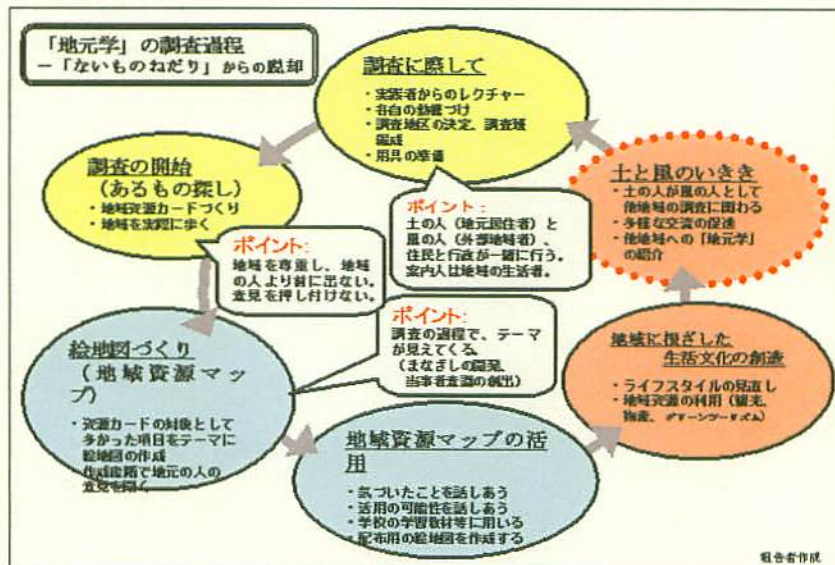 「地元学」の調査過程
－「ないものねだり」からの脱却
調査に際して
・実践者からのレクチャー
・各自の動機づけ
・調査地区の決定、調査班
編成
・用具の準備
ポイント：
土の人（地元居住者）と
風の人（外部地域者）、
住民と行政が一緒に行う。
案内人は地域の生活者。
調査の開始
（あるもの探し）
・地域資源カードづくり
・地域を実際に歩く
ポイント:
地域を尊重し、地域
の人より前に出ない。
意見を押し付けない。
絵地図づくり
（地域資源マッ
プ）
・資源カードの対象として
多かった項目をテーマに
絵地図の作成
・作成段階で地元の人の
意見を聞く
ポイント:
調査の過程で、テーマ
が見えてくる。
（まなざしの開発、
当事者意識の創出）
地域資源マップの活
用
・気づいたことを話しあう
・活用の可能性を話しあう
・学校の学習教材等に用いる
・配布用の絵地図を作成する
地域に根ざした
生活文化の創造
・ライフスタイルの見直し
・地域資源の利用（観光、
物産、グリーンツーリズム）
土と風のいきき
・土の人が風の人として
他地域の調査に関わる
・多様な交流の促進
・他地域への「地元学」
の紹介
報告者作成